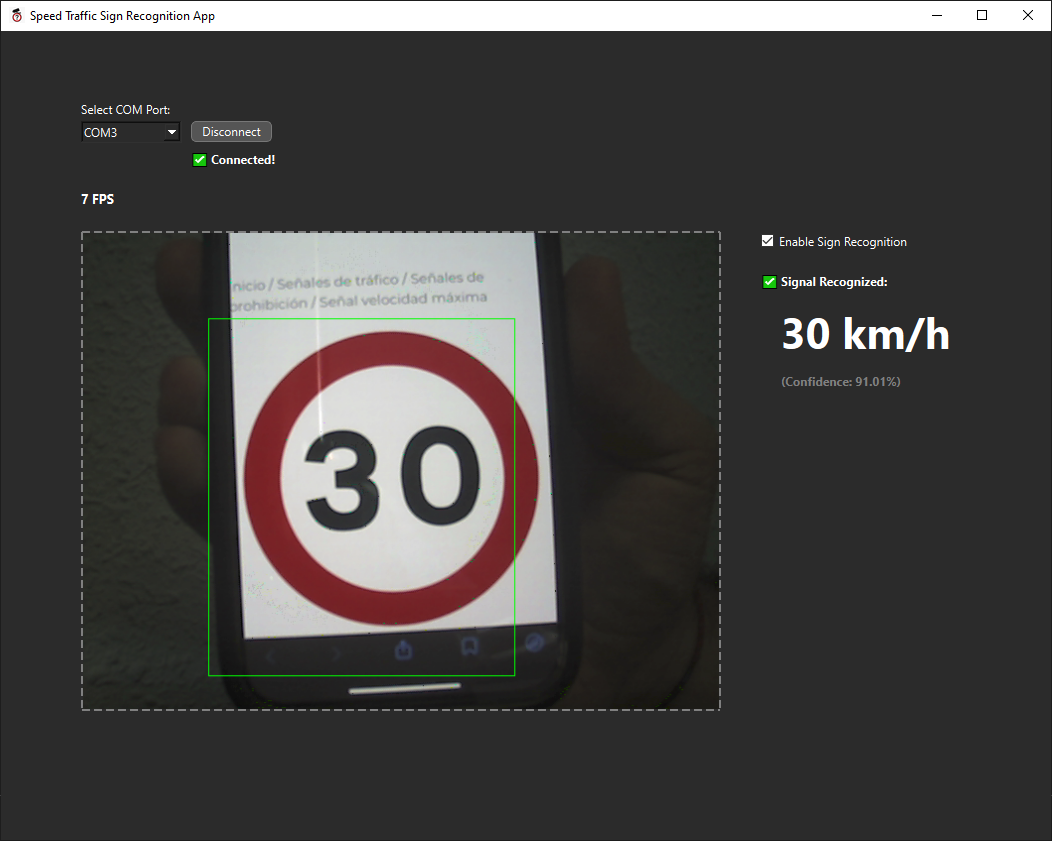 Speed Traffic Sign Recognition App
Select COM Port:
COM3
Disconnect
Connected!
7 FPS
nicio / Señales de tráfico / Señales de
prohibición / Señal velocidad máxima
30
Enable Sign Recognition
Signal Recognized:
30 km/h
(Confidence: 91.01%)